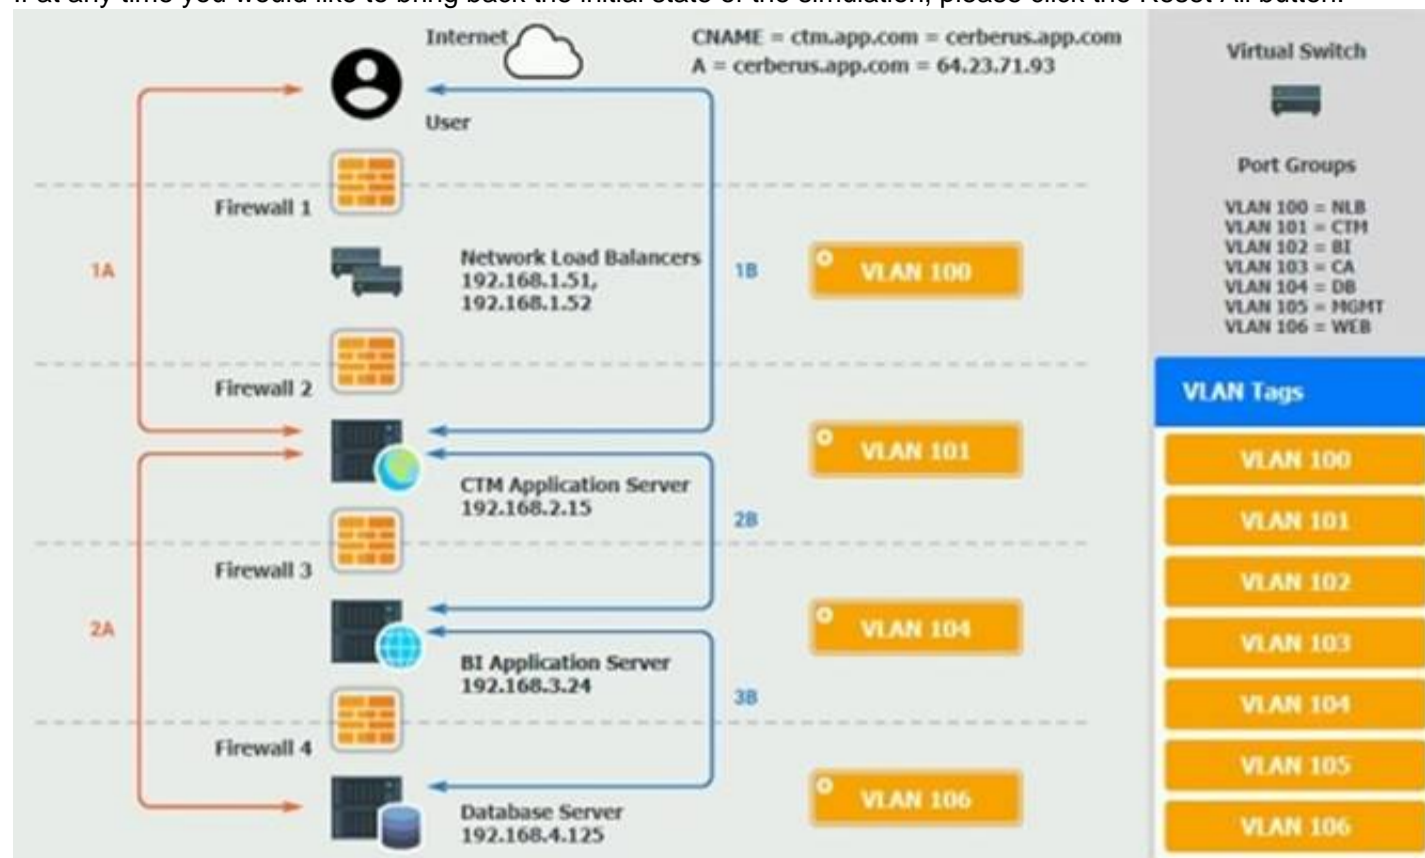 If at any time you would like to bring back the initial state of the simulation, please click the Reset All button.
Internet
CNAME = ctm.app.com = cerberus.app.com
A = cerberus.app.com = 64.23.71.93
User
Firewall 1
1A
Network Load Balancers
192.168.1.51,
192.168.1.52
1B
VLAN 100
Firewall 2
VLAN 101
CTM Application Server
192.168.2.15
2B
Firewall 3
2A
VLAN 104
BI Application Server
192.168.3.24
3B
Firewall 4
VLAN 106
Database Server
192.168.4.125
Virtual Switch
Port Groups
VLAN 100 = NLB
VLAN 101 = CTM
VLAN 102 = BI
VLAN 103 = CA
VLAN 104 = DB
VLAN 105 = MGMT
VLAN 106 = WEB
VLAN Tags
VLAN 100
VLAN 101
VLAN 102
VLAN 103
VLAN 104
VLAN 105
VLAN 106